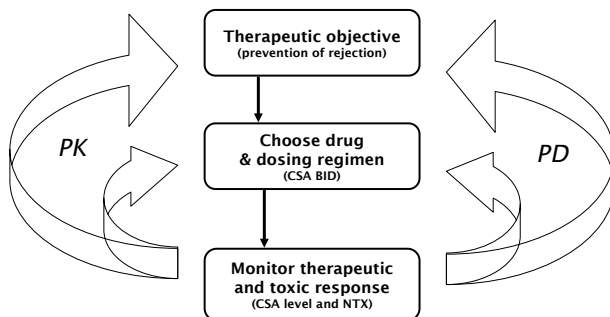 Therapeutic objective
(prevention of rejection)
PK
Choose drug
& dosing regimen
(CSA BID)
PD
Monitor therapeutic
and toxic response
(CSA level and NTX)